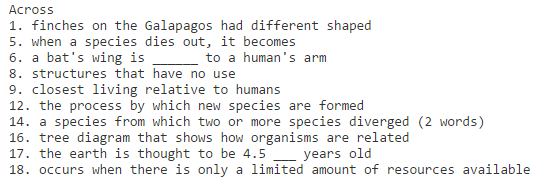 Across
1. finches on the Galapagos had different shaped
5. when a species dies out, it becomes
6. a bat's wing is ______ to a human's arm
8. structures that have no use
9. closest living relative to humans
12. the process by which new species are formed
14. a species from which two or more species diverged (2 words)
16. tree diagram that shows how organisms are related
17. the earth is thought to be 4.5 ___ years old
18. occurs when there is only a limited amount of resources available